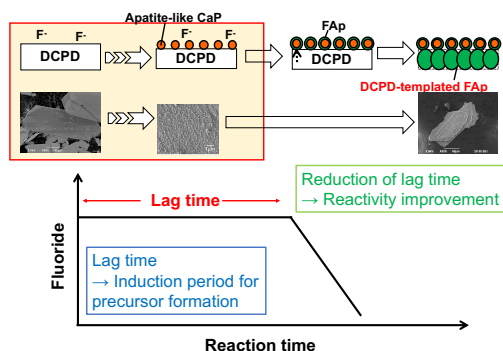 Apatite-like CaP
F- F-
F- F- F-
FAp
DCPD
DCPD
DCPD
DCPD-templated FAp
1μm
Lag time
Reduction of lag time
→ Reactivity improvement
Lag time
→ Induction period for
precursor formation
Fluoride
Reaction time